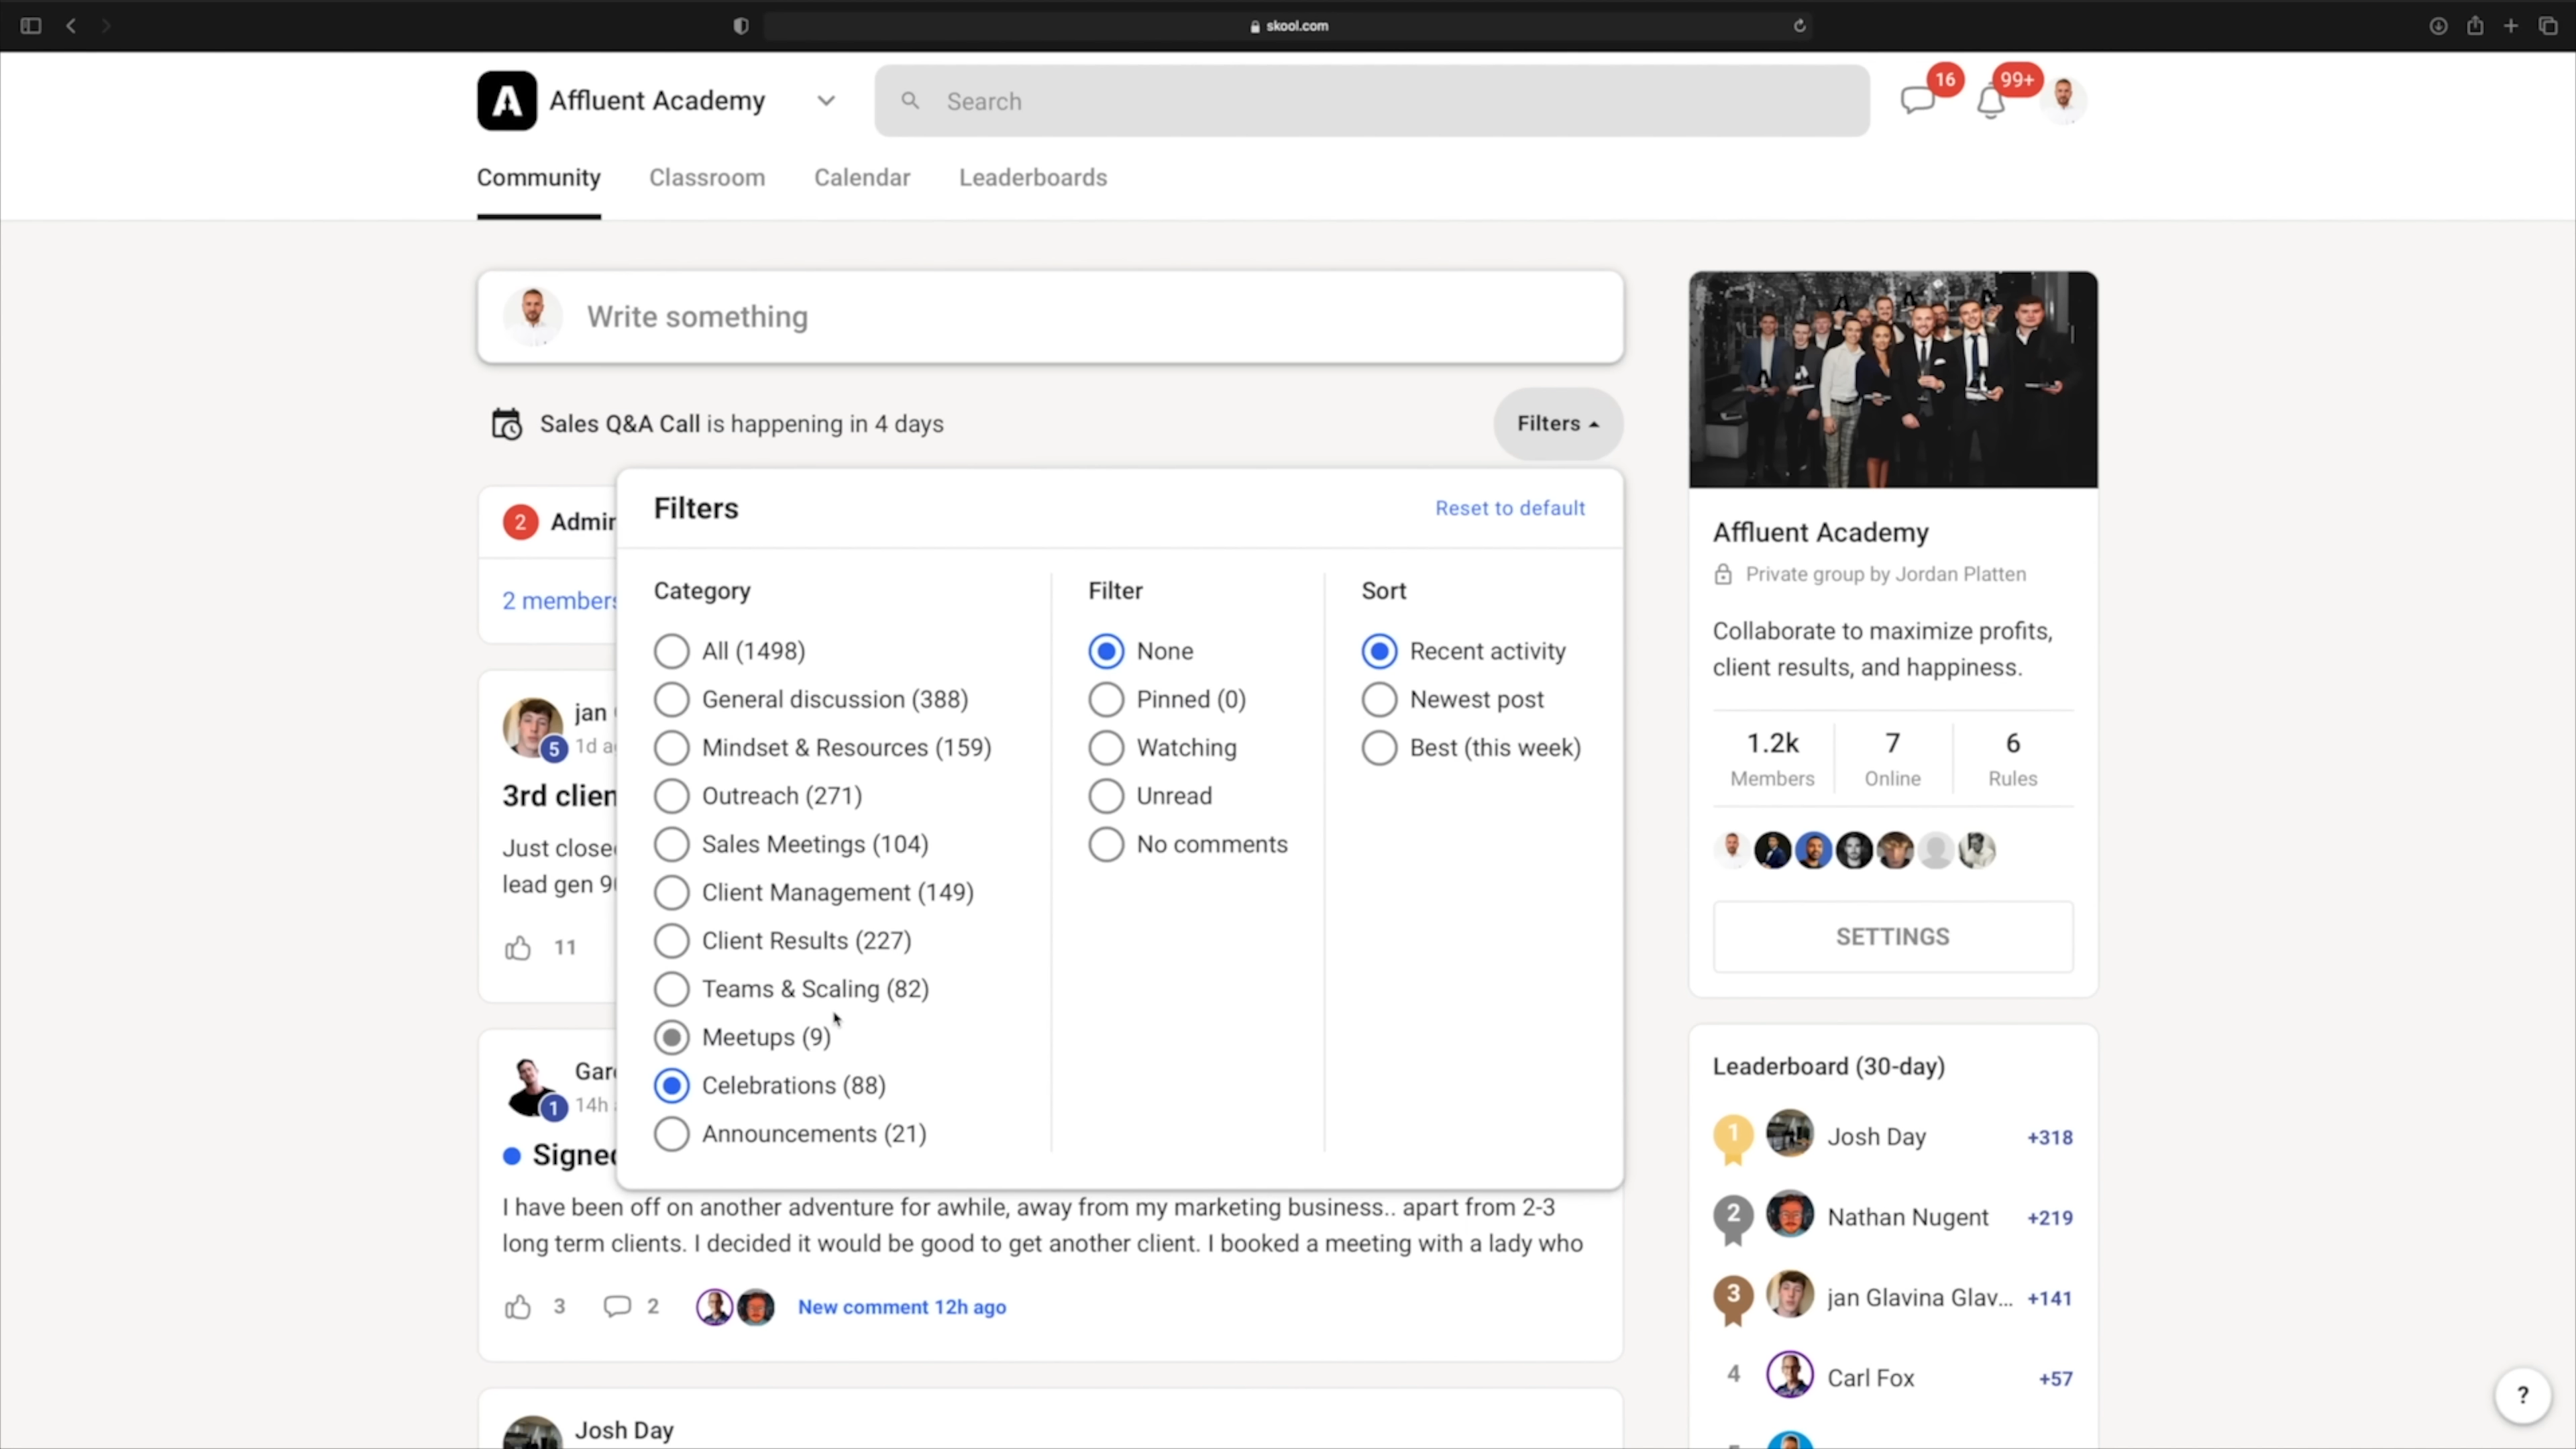 skool.com
A
Affluent Academy
Search
16
99+
Community
Classroom
Calendar
Leaderboards
Write something
Sales Q&A Call is happening in 4 days
Filters
2
2 members
jan
5
1d
3rd
Just
lead gen
11
Filters
Reset to default
Category
All (1498)
General discussion (388)
Mindset & Resources (159)
Outreach (271)
Sales Meetings (104)
Client Management (149)
Client Results (227)
Teams & Scaling (82)
Meetups (9)
Celebrations (88)
Announcements (21)
Filter
None
Pinned (0)
Watching
Unread
No comments
Sort
Recent activity
Newest post
Best (this week)
1
14h
I have been off on another adventure for awhile, away from my marketing business.. apart from 2-3
long term clients. I decided it would be good to get another client. I booked a meeting with a lady who
3
2
New comment 12h ago
Josh Day
Affluent Academy
Private group by Jordan Platten
Collaborate to maximize profits,
client results, and happiness.
1.2k
Members
7
Online
6
Rules
SETTINGS
Leaderboard (30-day)
1 Josh Day +318
2 Nathan Nugent +219
3 jan Glavina Glav... +141
4 Carl Fox +57
?